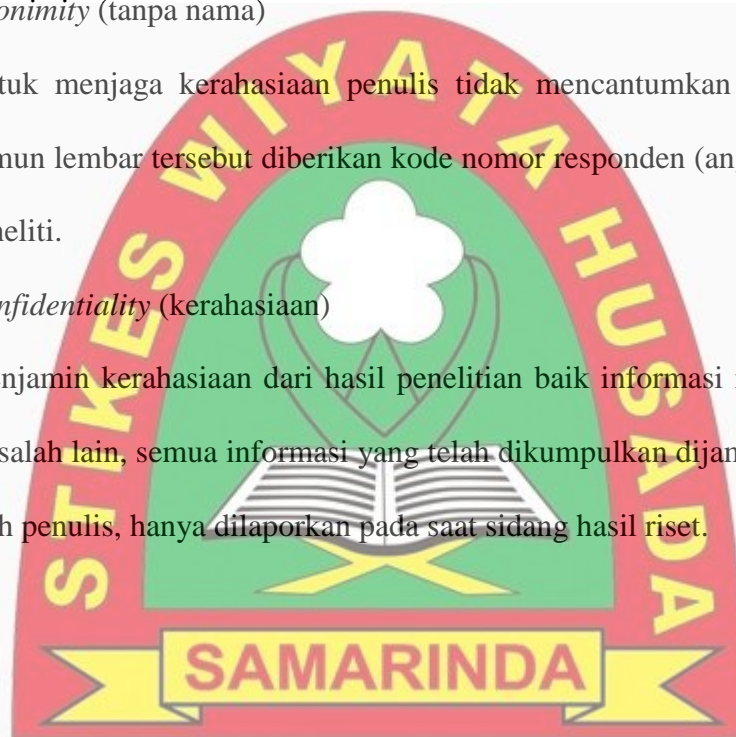 onimity (tanpa nama)
tuk menjaga kerahasiaan penulis tidak mencantumkan
mun lembar tersebut diberikan kode nomor responden (an
neliti.
nfidentiality (kerahasiaan)
enjamin kerahasiaan dari hasil penelitian baik informasi
salah lain, semua informasi yang telah dikumpulkan dijam
h penulis, hanya dilaporkan pada saat sidang hasil riset.
STIKES WIYATA HUSADA
SAMARINDA